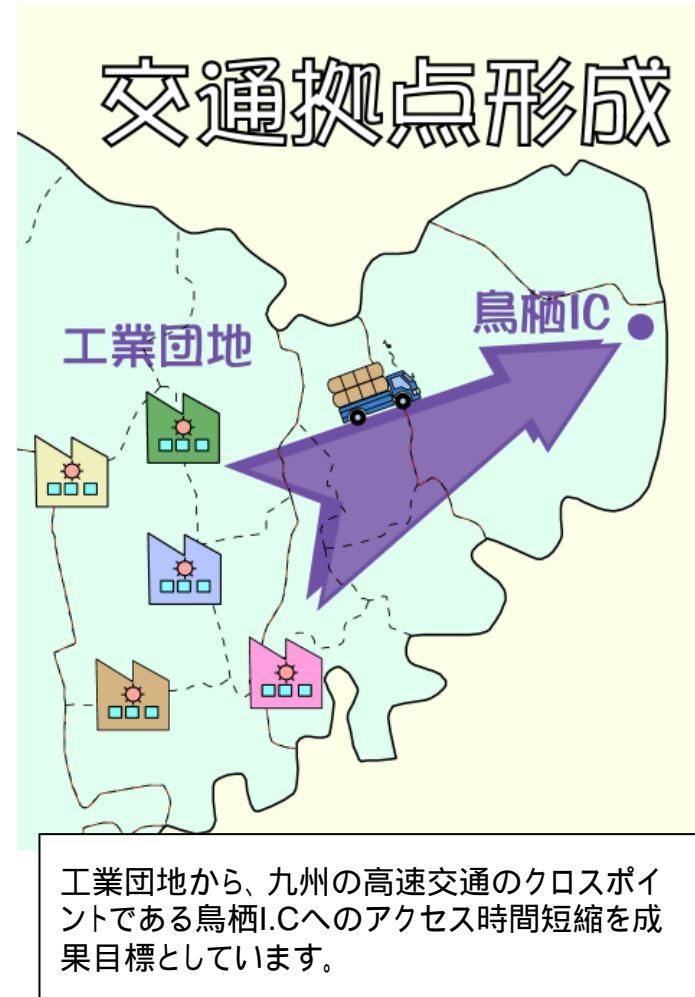 交通拠点形成
鳥栖IC
工業団地
工業団地から、九州の高速交通のクロスポイ
ントである鳥栖I.Cへのアクセス時間短縮を成
果目標としています。